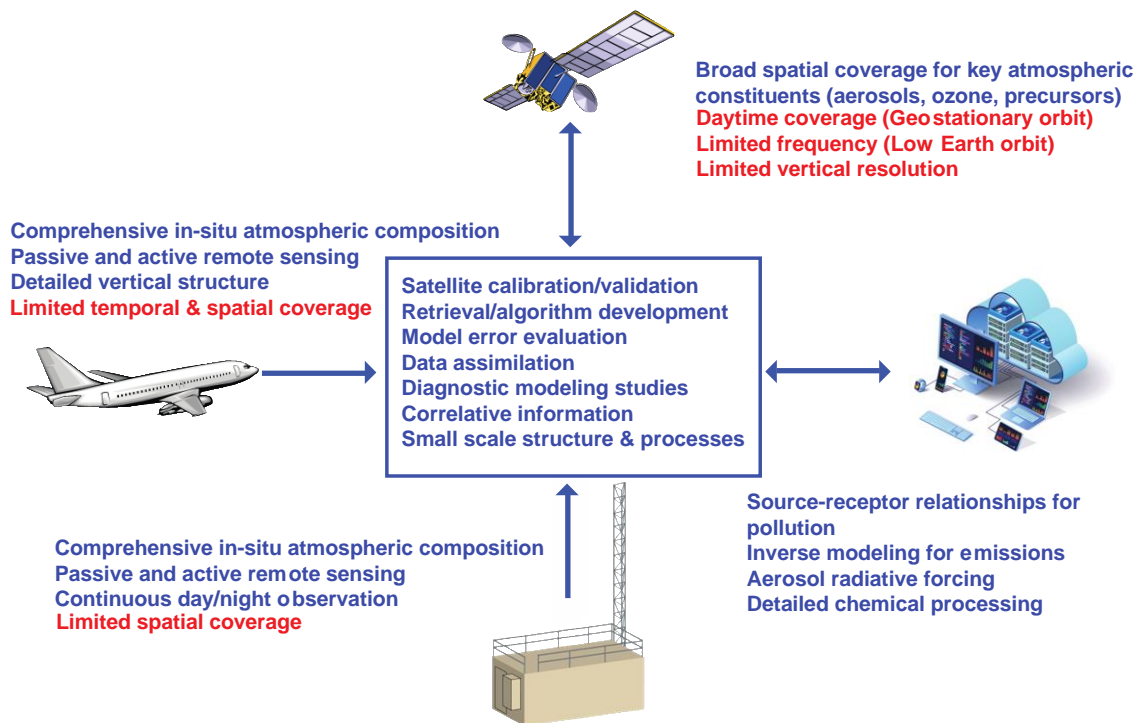 Broad spatial coverage for key atmospheric
constituents (aerosols, ozone, precursors)
Daytime coverage (Geostationary orbit)
Limited frequency (Low Earth orbit)
Limited vertical resolution
Comprehensive in-situ atmospheric composition
Passive and active remote sensing
Detailed vertical structure
Limited temporal & spatial coverage
Satellite calibration/validation
Retrieval/algorithm development
Model error evaluation
Data assimilation
Diagnostic modeling studies
Correlative information
Small scale structure & processes
Source-receptor relationships for
pollution
Inverse modeling for emissions
Aerosol radiative forcing
Detailed chemical processing
Comprehensive in-situ atmospheric composition
Passive and active remote sensing
Continuous day/night observation
Limited spatial coverage